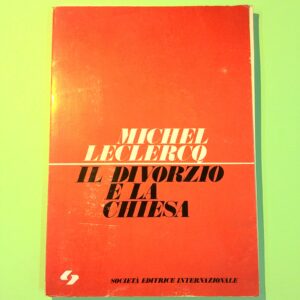 MICHEL
LECLERCQ
IL DIVORZIO
E LA
CHIESA
SOCIETÀ EDITRICE INTERNAZIONALE